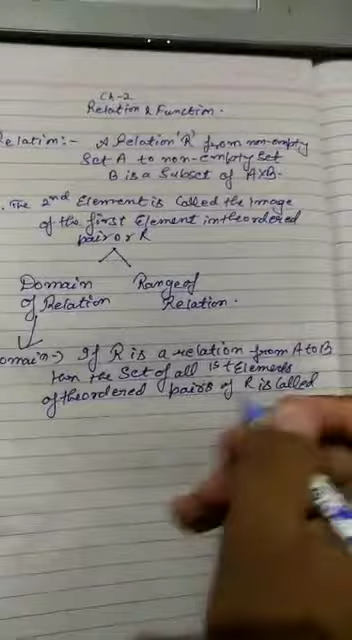 Ch-2
Relation & Function.
Relation:- A Relation 'R' from non-empty
Set A to non-empty Set
B is a Subset of A×B.
. The 2nd Element is Called the Image
of the first Element in the ordered
pair or R
Domain Range of
of Relation Relation.
omain→ If R is a relation from A to B
then the Set of all 1st Elements
of the ordered pairs of R is Called